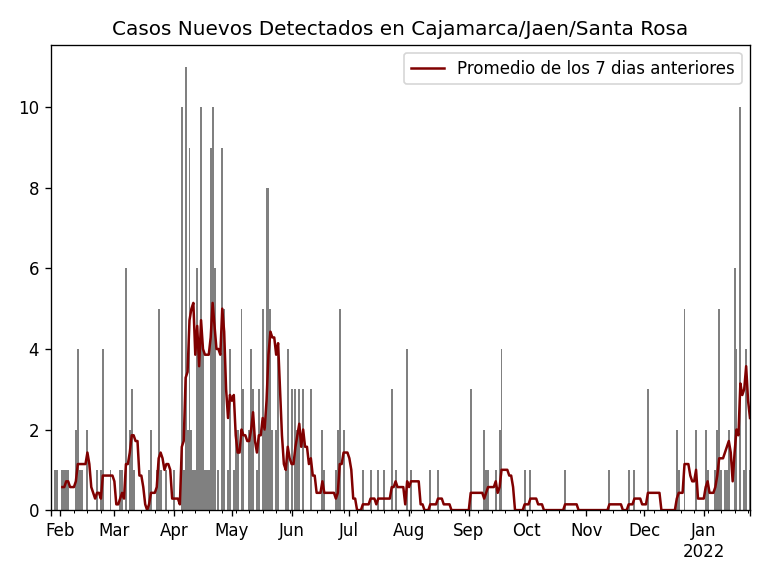 Casos Nuevos Detectados en Cajamarca/Jaen/Santa Rosa
Promedio de los 7 dias anteriores
10
8
6
4
2
0
Feb Mar Apr May Jun Jul Aug Sep Oct Nov Dec Jan
2022